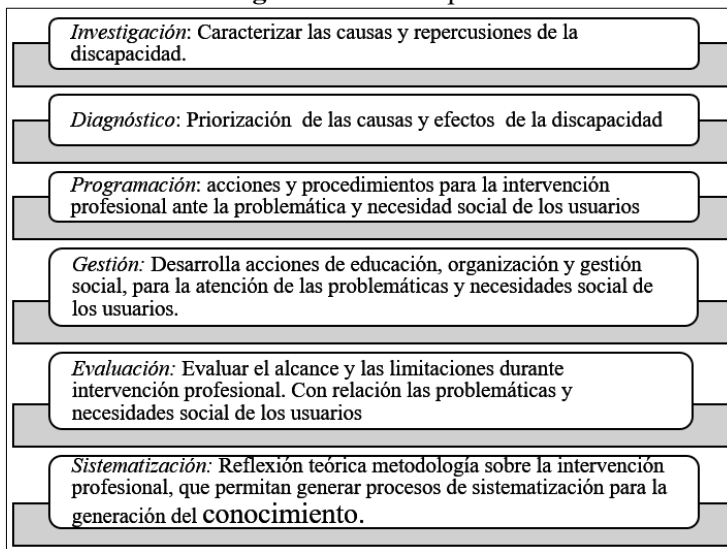 Investigación: Caracterizar las causas y repercusiones de la
discapacidad.
Diagnóstico: Priorización de las causas y efectos de la discapacidad
Programación: acciones y procedimientos para la intervención
profesional ante la problemática y necesidad social de los usuarios
Gestión: Desarrolla acciones de educación, organización y gestión
social, para la atención de las problemáticas y necesidades social de
los usuarios.
Evaluación: Evaluar el alcance y las limitaciones durante
intervención profesional. Con relación las problemáticas y
necesidades social de los usuarios
Sistematización: Reflexión teórica metodología sobre la intervención
profesional, que permitan generar procesos de sistematización para la
generación del conocimiento.